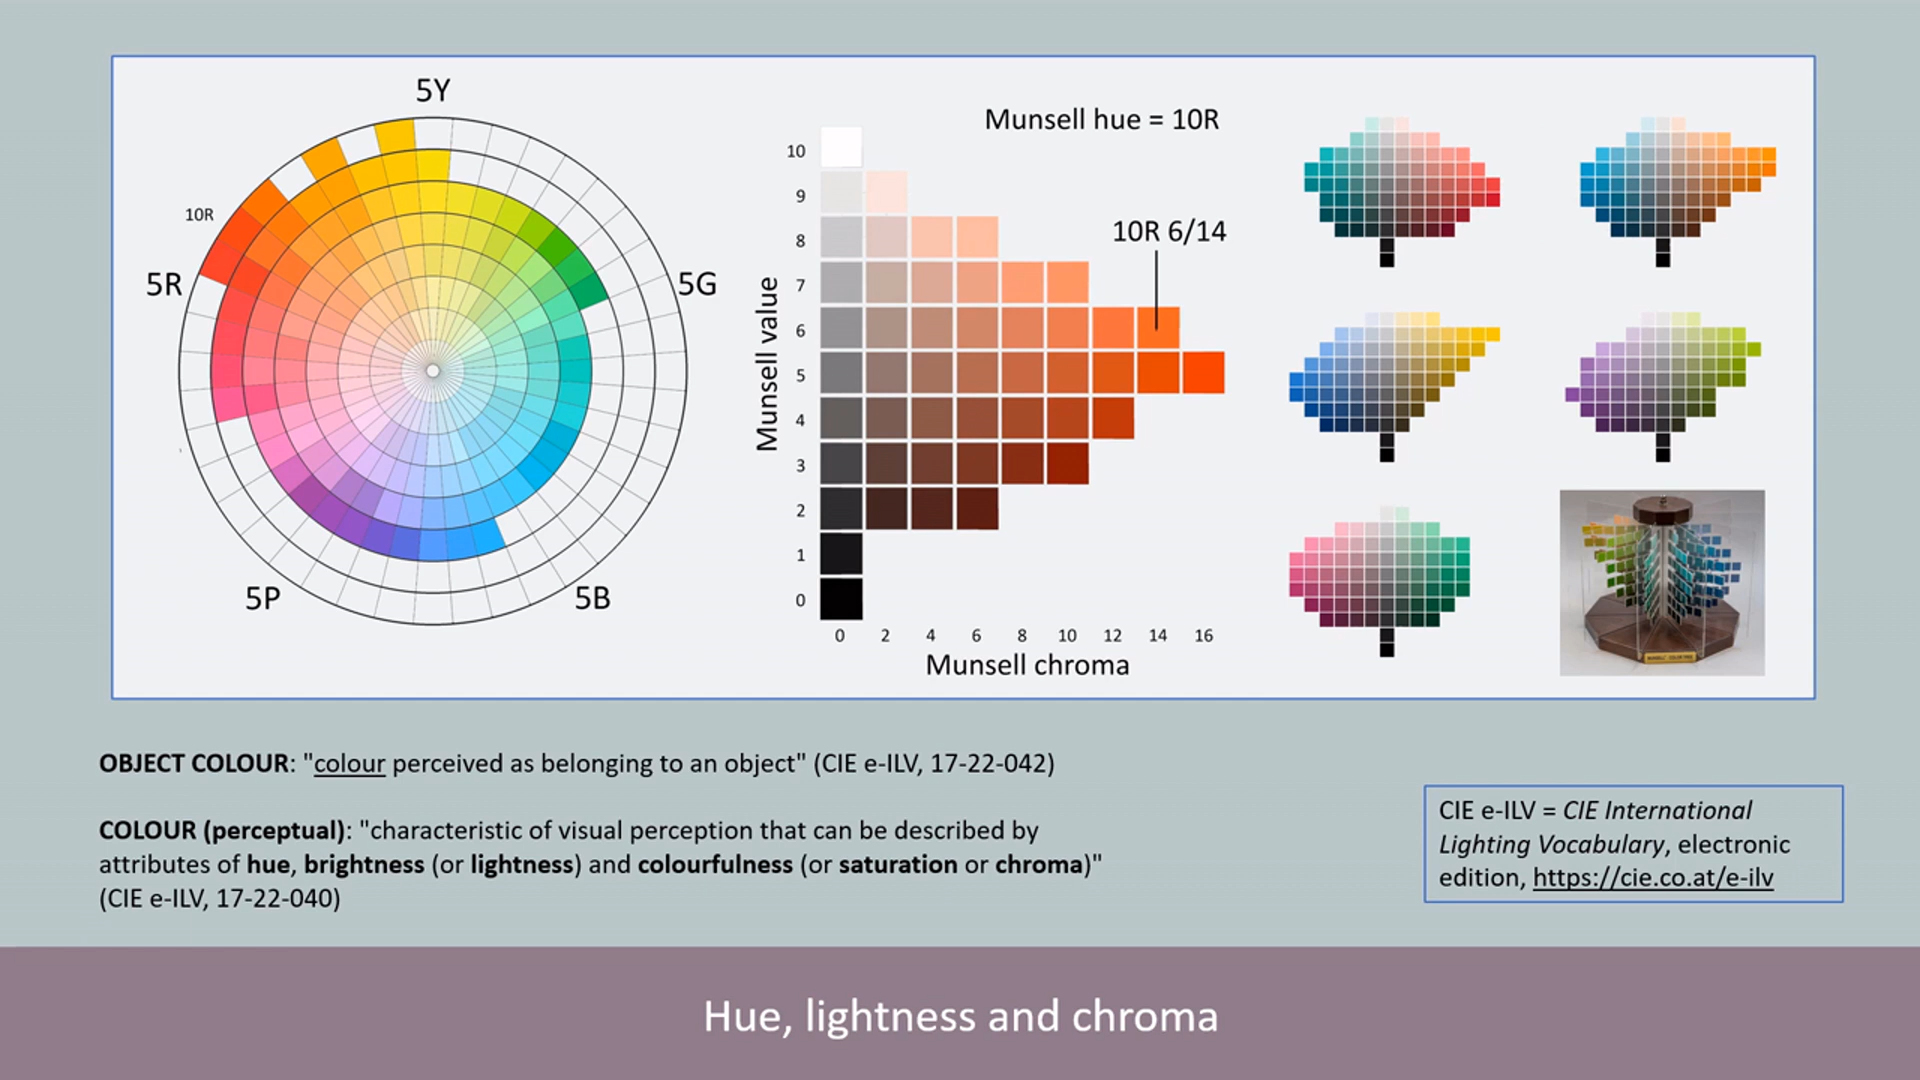 5Y
10R
5R
5G
5P
5B
Munsell hue = 10R
10R 6/14
Munsell value
10
9
8
7
6
5
4
3
2
1
0
0 2 4 6 8 10 12 14 16
Munsell chroma
OBJECT COLOUR: "colour perceived as belonging to an object" (CIE e-ILV, 17-22-042)
COLOUR (perceptual): "characteristic of visual perception that can be described by
attributes of hue, brightness (or lightness) and colourfulness (or saturation or chroma)"
(CIE e-ILV, 17-22-040)
CIE e-ILV = CIE International
Lighting Vocabulary, electronic
edition, https://cie.co.at/e-ilv
Hue, lightness and chroma